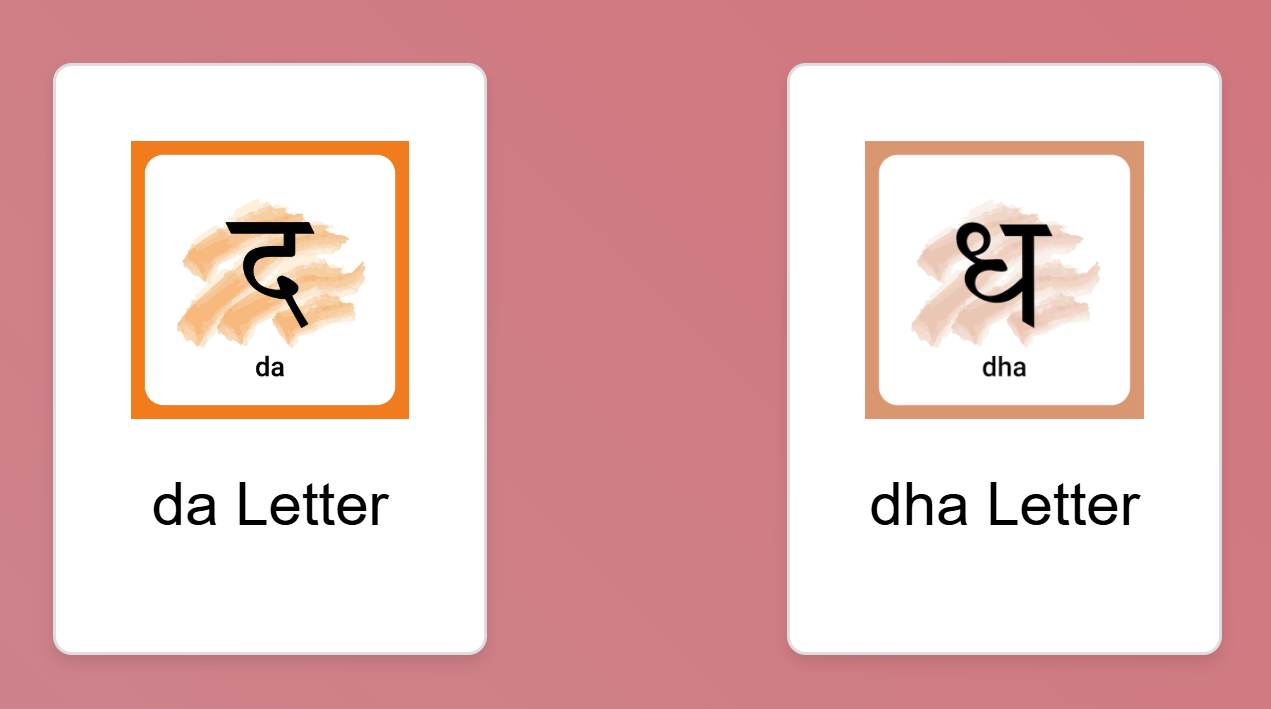 द
da
da Letter
ध
dha
dha Letter